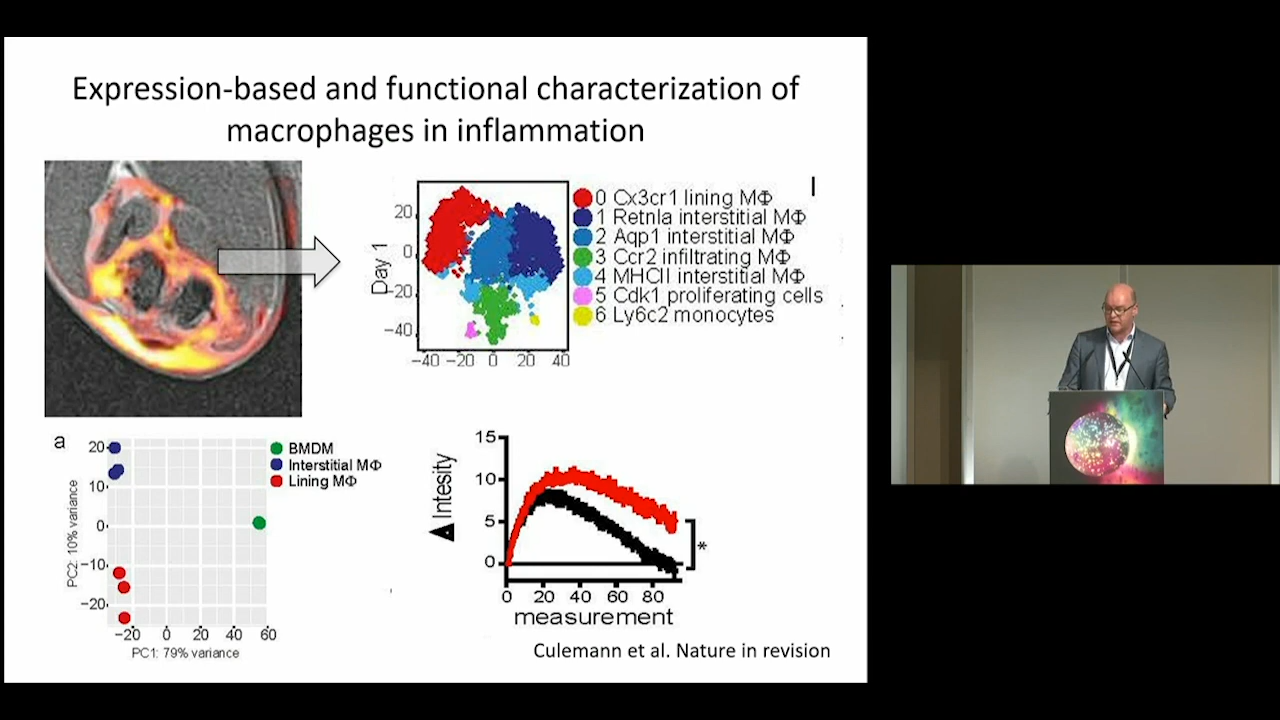 Expression-based and functional characterization of
macrophages in inflammation
Day 1
20
0
−20
−40
−40 −20 0 20 40
I
0 Cx3cr1 lining MΦ
1 Retnla interstitial MΦ
2 Aqp1 interstitial MΦ
3 Ccr2 infiltrating MΦ
4 MHCII interstitial MΦ
5 Cdk1 proliferating cells
6 Ly6c2 monocytes
a
PC2: 10% variance
20
10
0
−10
−20
−20 0 20 40 60
PC1: 79% variance
BMDM
Interstitial MΦ
Lining MΦ
▲ Intesity
15
10
5
0
0 20 40 60 80
measurement
*
Culemann et al. Nature in revision